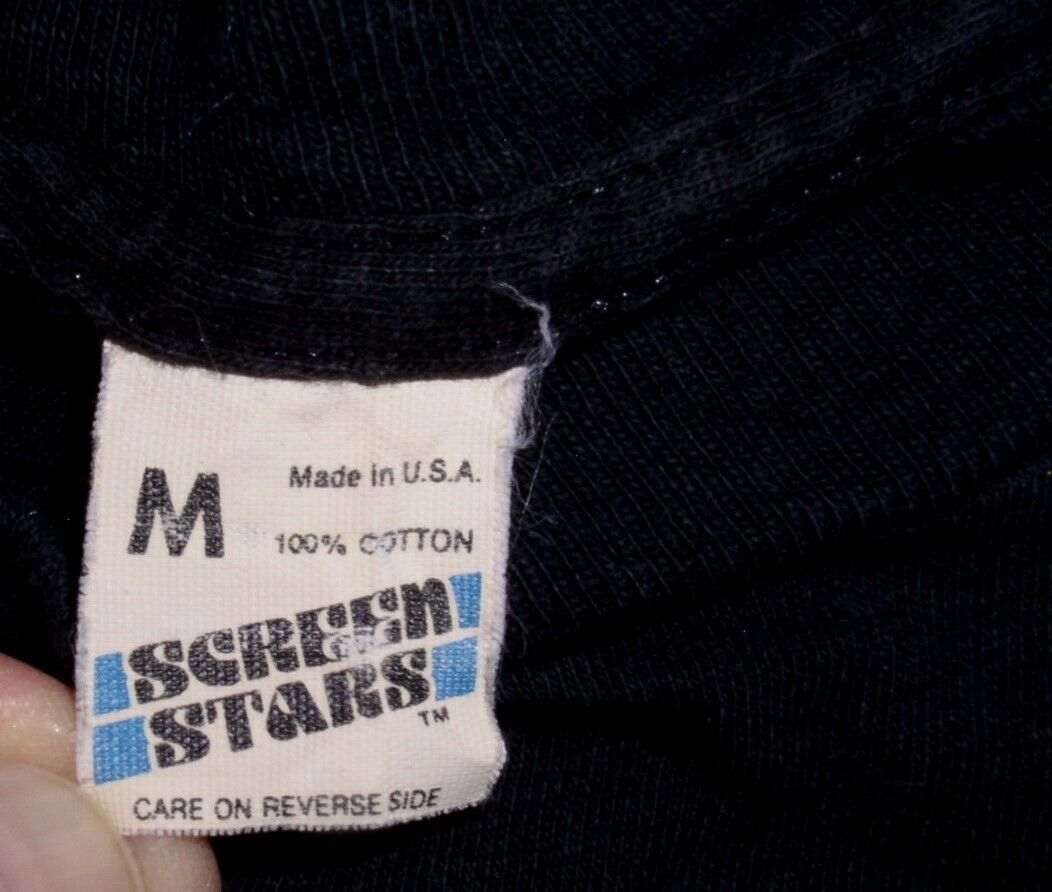 M
Made in U.S.A.
100% COTTON
SCREEN
STARS
TM
CARE ON REVERSE SIDE